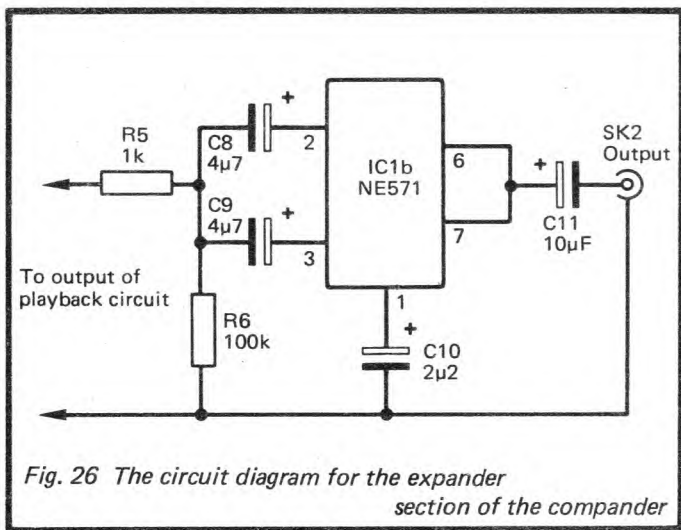 R5
1k
C8
4μ7
+
2
IC1b
NE571
6
7
+
C11
10μF
SK2
Output
C9
4μ7
+
3
To output of
playback circuit
R6
100k
1
+
C10
2μ2
Fig. 26 The circuit diagram for the expander
section of the compander